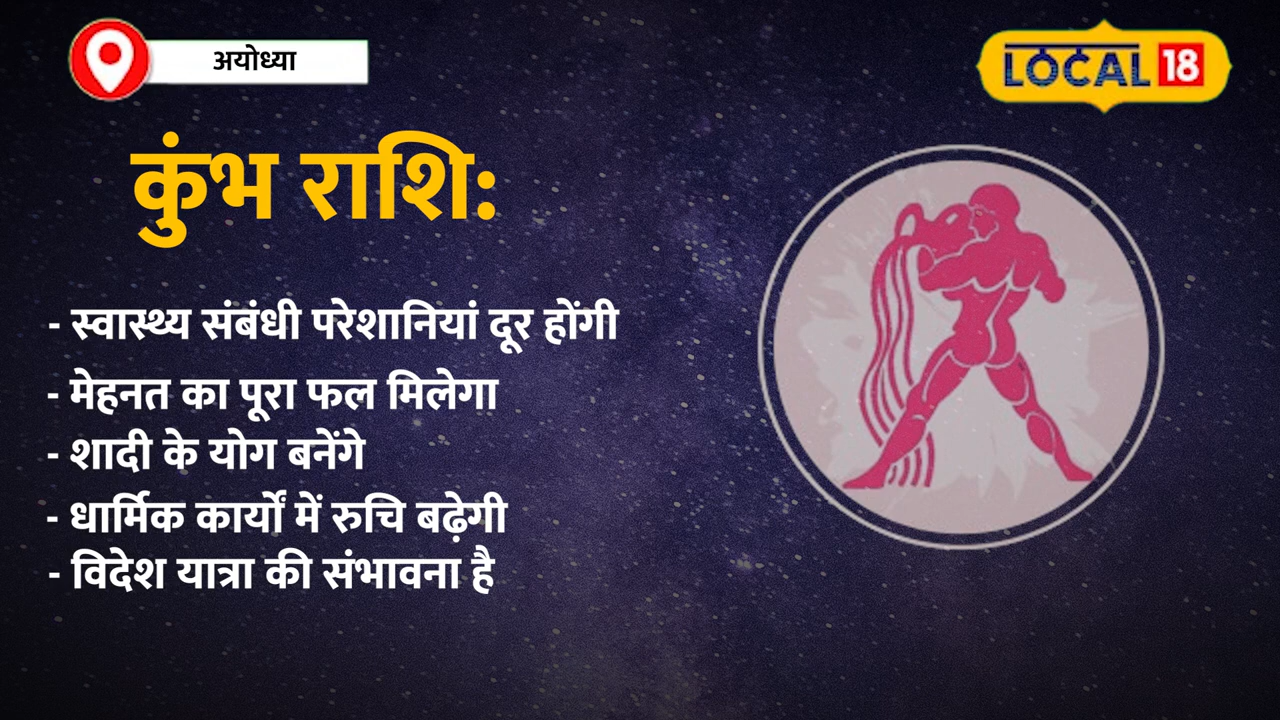 अयोध्या
LOCAL 18
कुंभ राशि:
- स्वास्थ्य संबंधी परेशानियां दूर होंगी
- मेहनत का पूरा फल मिलेगा
- शादी के योग बनेंगे
- धार्मिक कार्यों में रुचि बढ़ेगी
- विदेश यात्रा की संभावना है